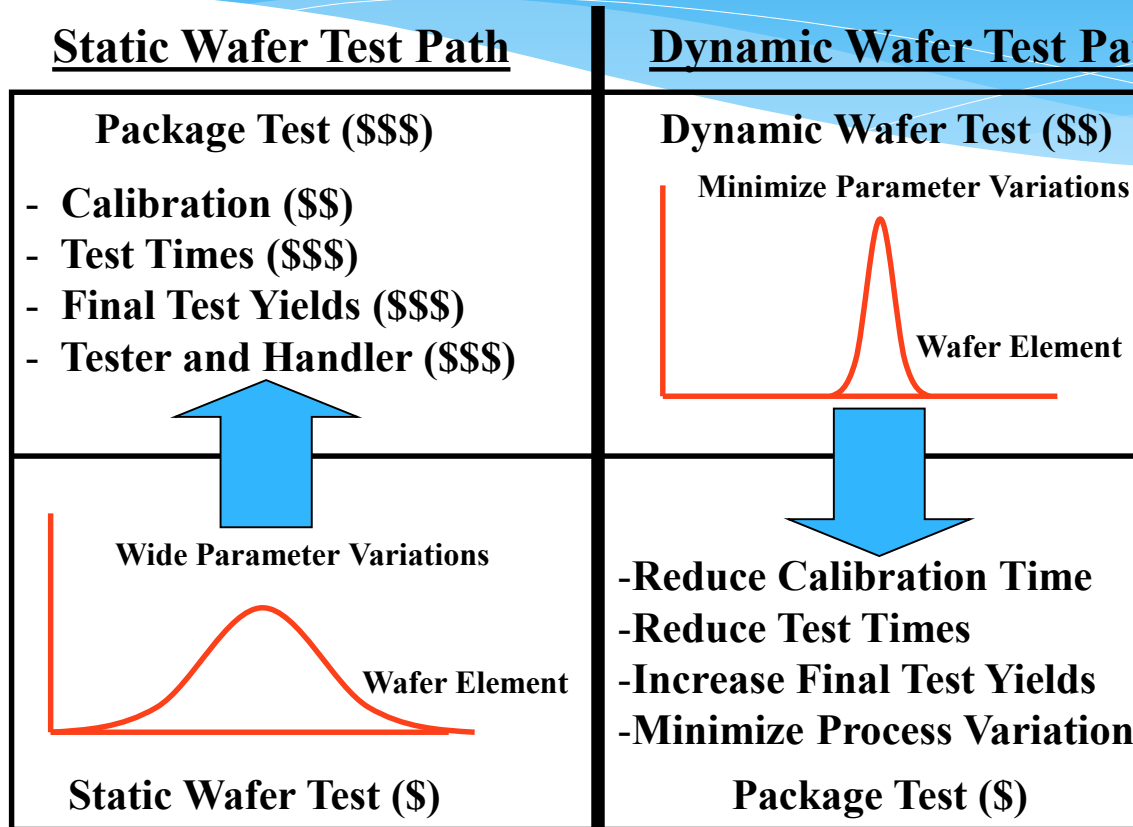 Static Wafer Test Path
Package Test ($$$)
- Calibration ($$)
- Test Times ($$$)
- Final Test Yields ($$$)
- Tester and Handler ($$$)
Wide Parameter Variations
Wafer Element
Static Wafer Test ($)
Dynamic Wafer Test Pa
Dynamic Wafer Test ($$)
Minimize Parameter Variations
Wafer Element
-Reduce Calibration Time
-Reduce Test Times
-Increase Final Test Yields
-Minimize Process Variation
Package Test ($)